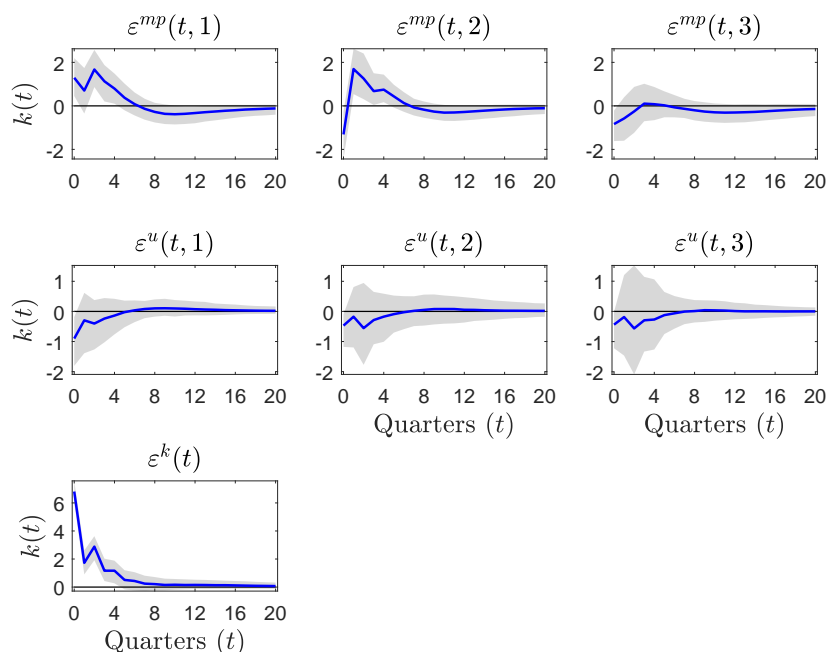 ε^{mp}(t, 1) ε^{mp}(t, 2) ε^{mp}(t, 3)
k(t)
2 2 2
0 0 0
-2 -2 -2
0 4 8 12 16 20 0 4 8 12 16 20 0 4 8 12 16 20
ε^{u}(t, 1) ε^{u}(t, 2) ε^{u}(t, 3)
k(t)
1 1 1
0 0 0
-1 -1 -1
-2 -2 -2
0 4 8 12 16 20 0 4 8 12 16 20 0 4 8 12 16 20
Quarters (t) Quarters (t)
ε^{k}(t)
k(t)
6
4
2
0
0 4 8 12 16 20
Quarters (t)